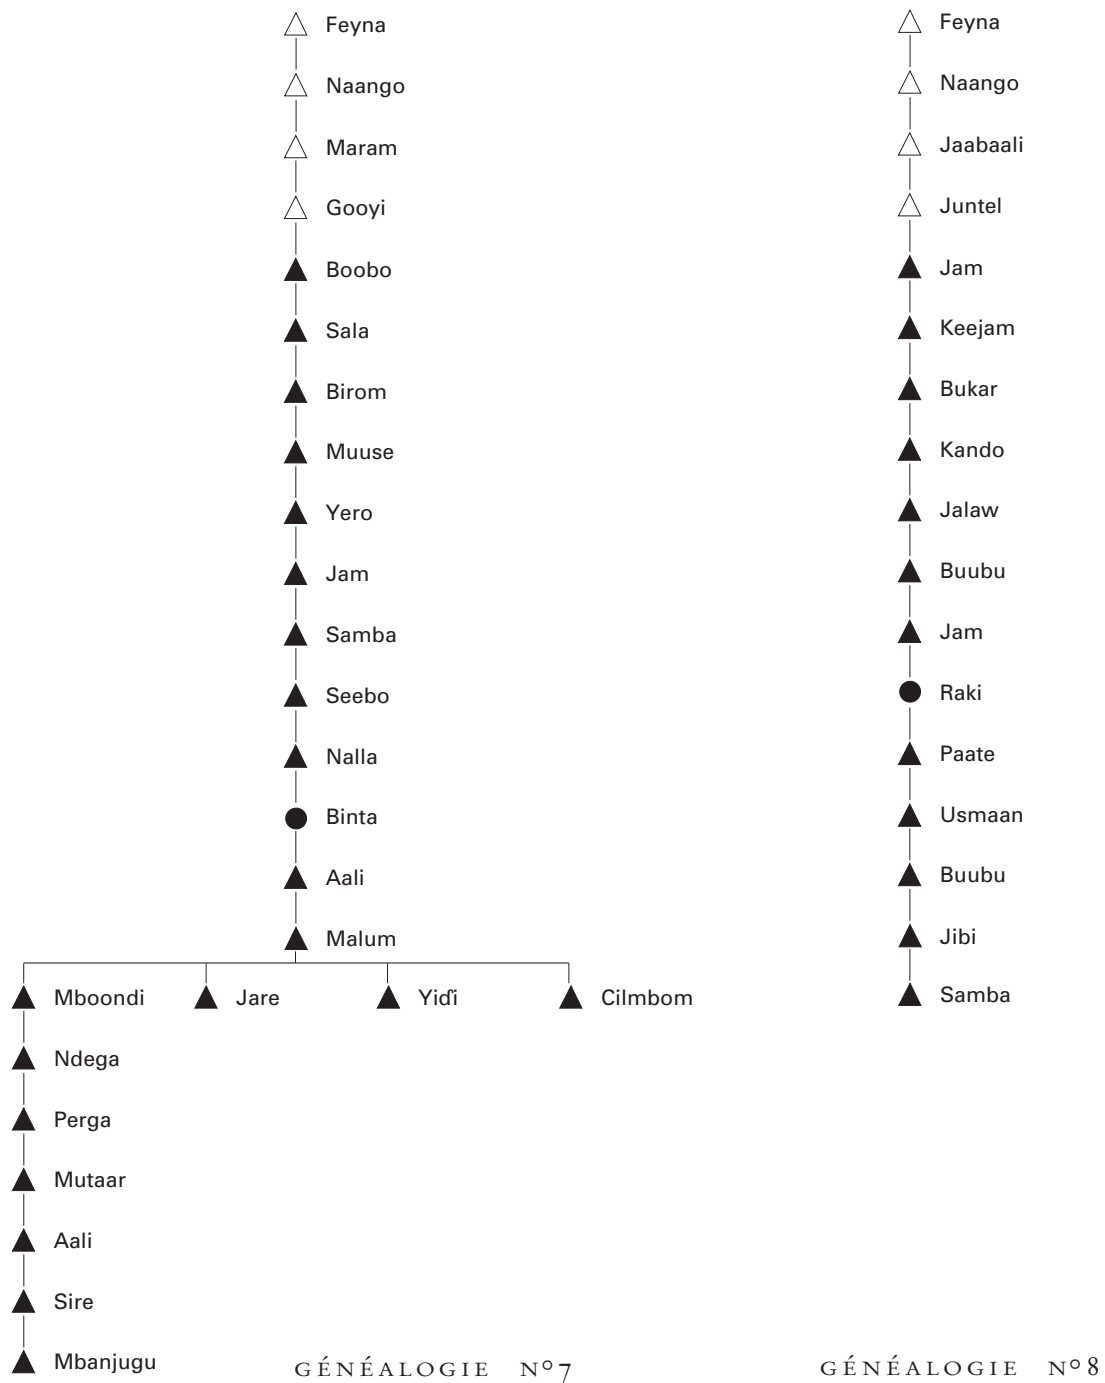 Feyna
Naango
Maram
Gooyi
Boobo
Sala
Birom
Muuse
Yero
Jam
Samba
Seebo
Nalla
Binta
Aali
Malum
Mboondi Jare Yiɗi Cilmbom
Ndega
Perga
Mutaar
Aali
Sire
Mbanjugu
GÉNÉALOGIE N° 7
Feyna
Naango
Jaabaali
Juntel
Jam
Keejam
Bukar
Kando
Jalaw
Buubu
Jam
Raki
Paate
Usmaan
Buubu
Jibi
Samba
GÉNÉALOGIE N° 8